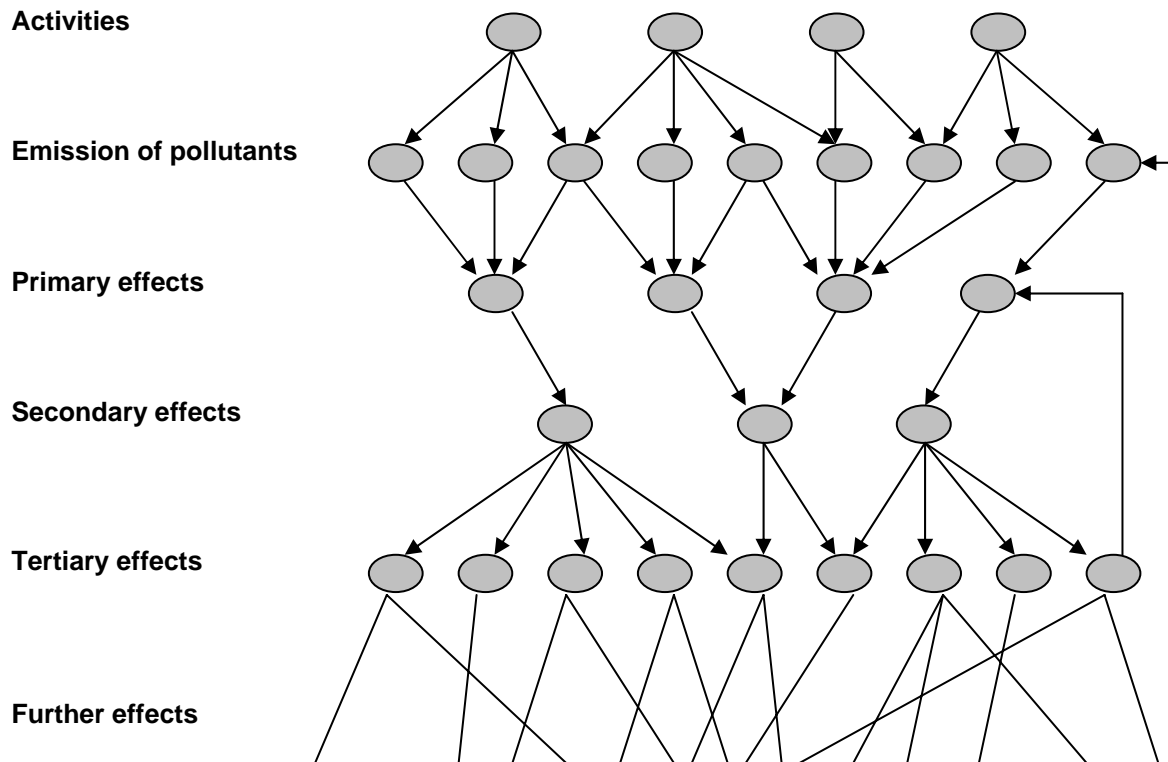 Activities
Emission of pollutants
Primary effects
Secondary effects
Tertiary effects
Further effects